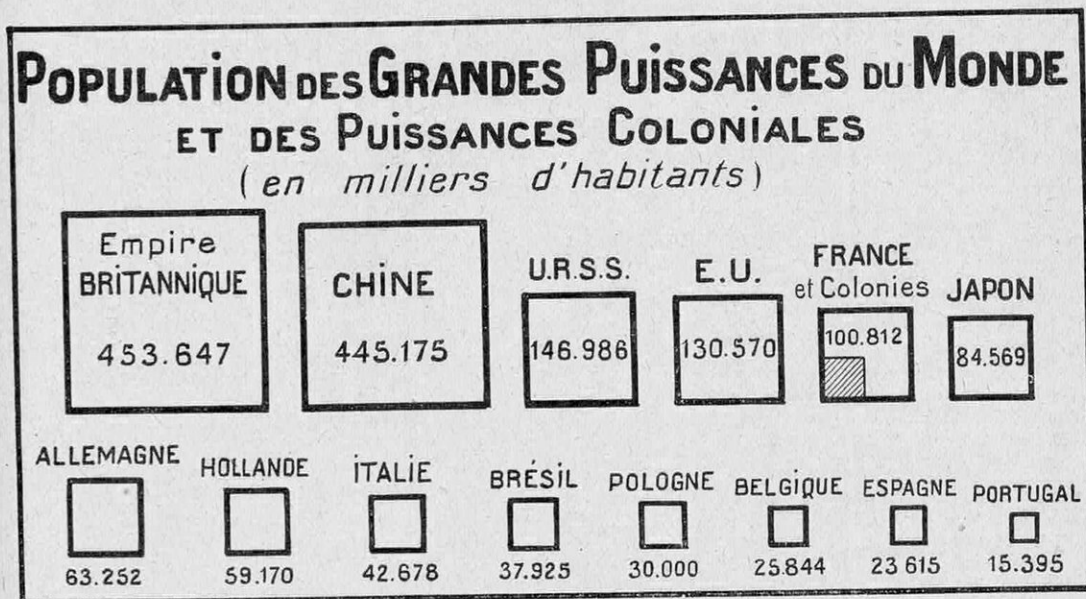 POPULATION DES GRANDES PUISSANCES DU MONDE
ET DES PUISSANCES COLONIALES
(en milliers d'habitants)
Empire
BRITANNIQUE
453.647
CHINE
445.175
U.R.S.S.
146.986
E.U.
130.570
FRANCE
et Colonies
100.812
JAPON
84.569
ALLEMAGNE
63.252
HOLLANDE
59.170
ITALIE
42.678
BRÉSIL
37.925
POLOGNE
30.000
BELGIQUE
25.844
ESPAGNE
23 615
PORTUGAL
15.395